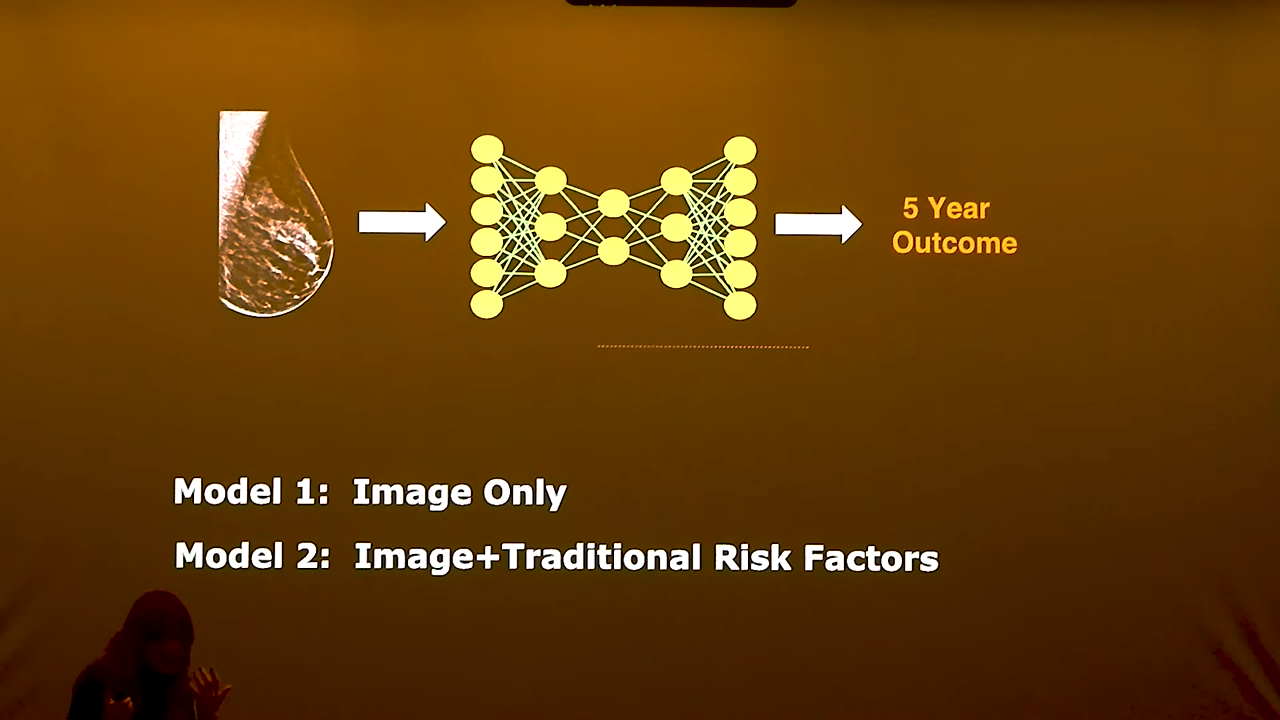 5 Year
Outcome
Model 1: Image Only
Model 2: Image+Traditional Risk Factors